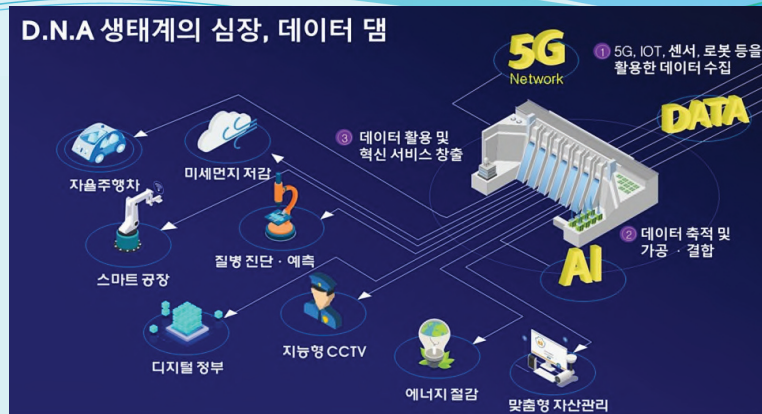 D.N.A 생태계의 심장, 데이터 댐
5G
Network
① 5G, IOT, 센서, 로봇 등을
활용한 데이터 수집
DATA
③ 데이터 활용 및
혁신 서비스 창출
자율주행차
미세먼지 저감
② 데이터 축적 및
가공 · 결합
AI
스마트 공장
질병 진단 · 예측
디지털 정부
지능형 CCTV
에너지 절감
맞춤형 자산관리